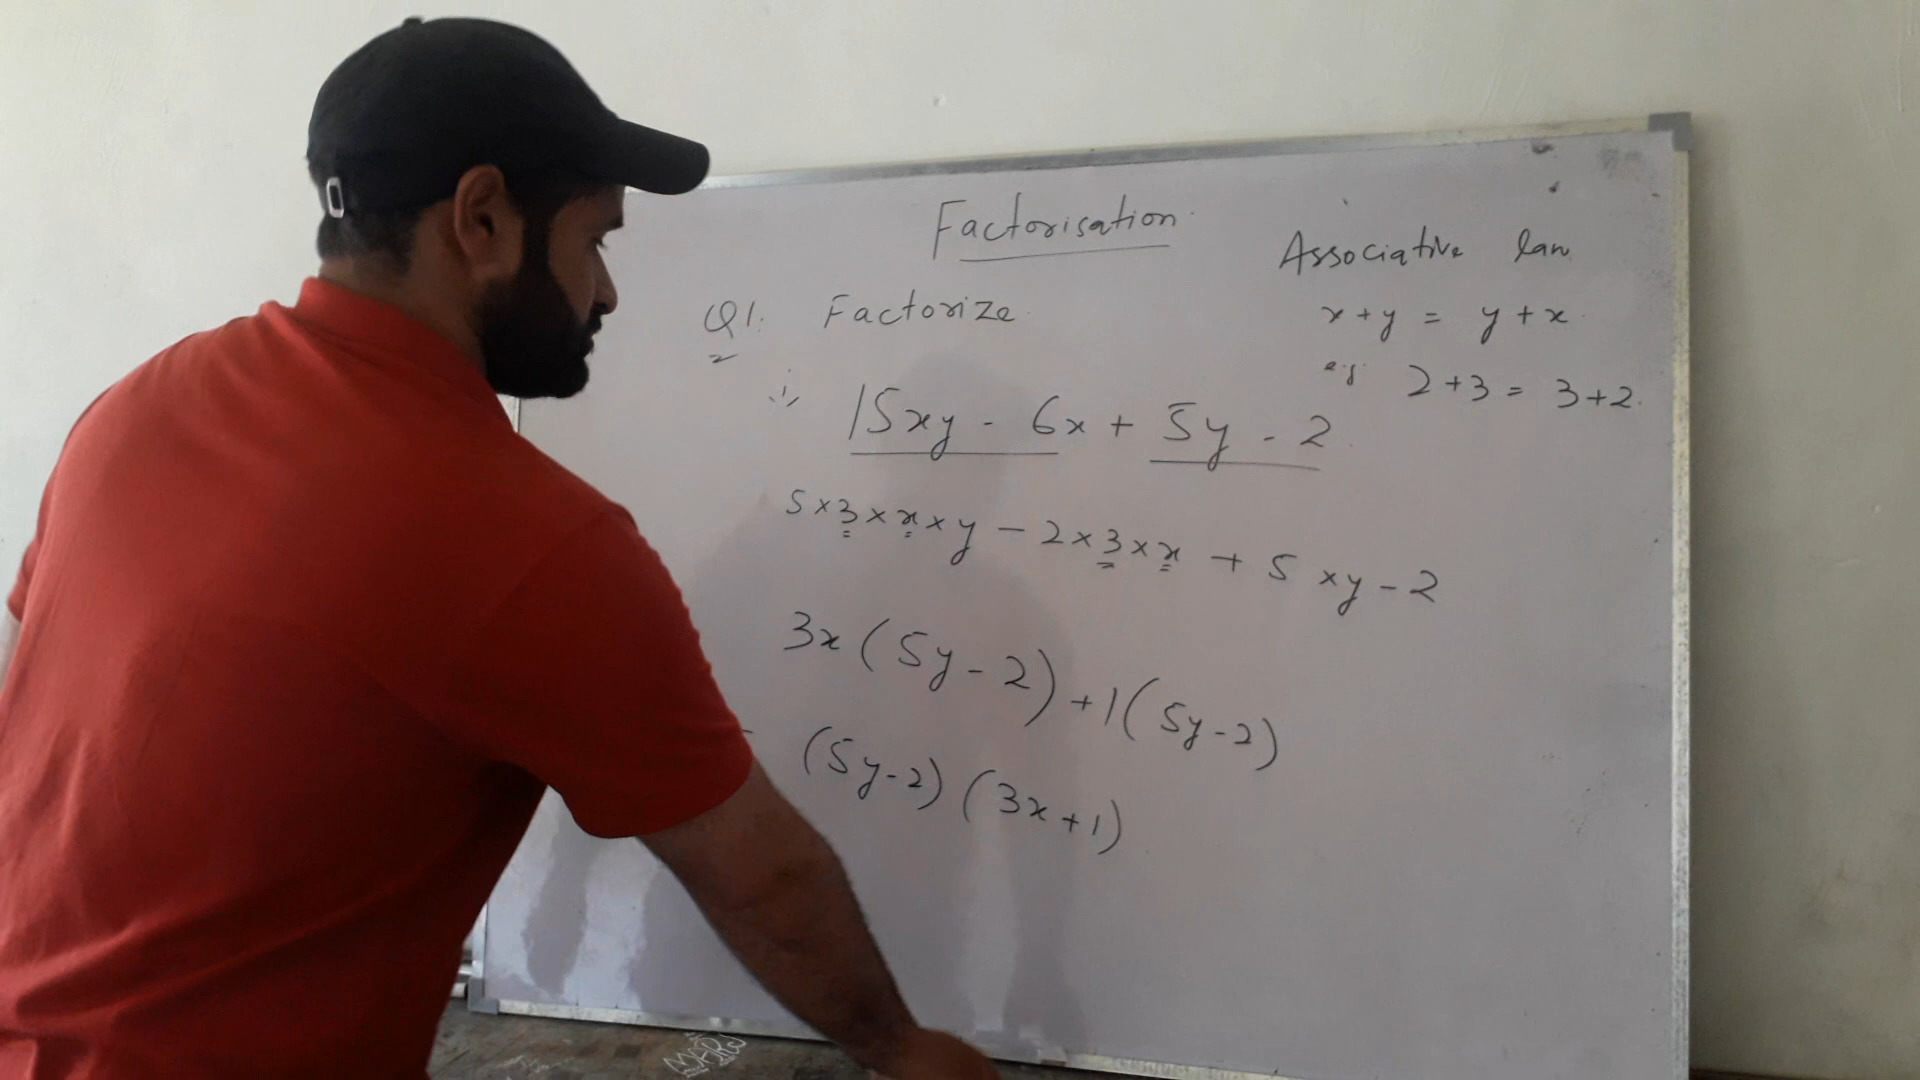 Factorisation
Associative law
x + y = y + x
e.g. 2 + 3 = 3 + 2.
Q1. Factorize
15xy - 6x + 5y - 2
5 × 3 × x × y - 2 × 3 × x + 5 × y - 2
3x (5y - 2) + 1 (5y - 2)
(5y - 2) (3x + 1)